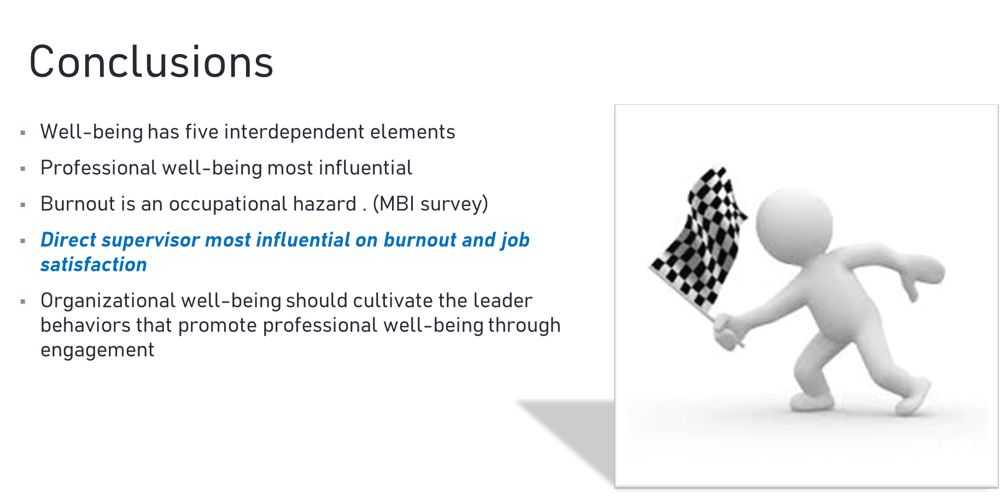 Conclusions
▪ Well-being has five interdependent elements
▪ Professional well-being most influential
▪ Burnout is an occupational hazard . (MBI survey)
▪ Direct supervisor most influential on burnout and job
satisfaction
▪ Organizational well-being should cultivate the leader
behaviors that promote professional well-being through
engagement